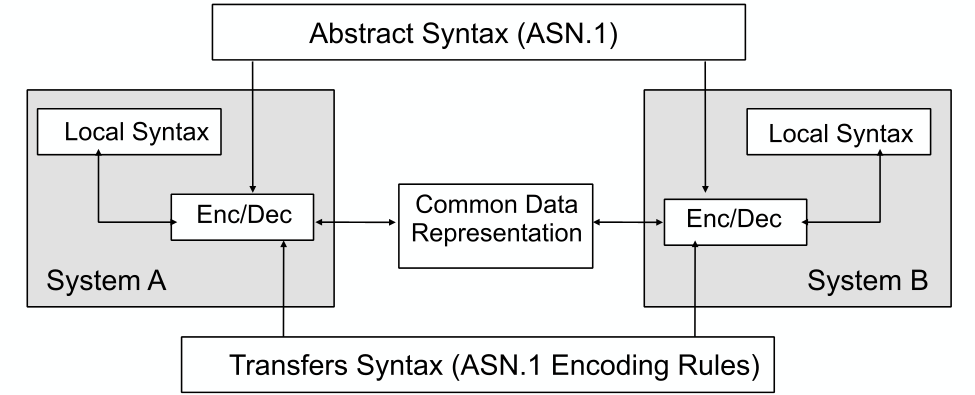 Abstract Syntax (ASN.1)
Local Syntax
Local Syntax
Enc/Dec
Common Data
Representation
Enc/Dec
System A
System B
Transfers Syntax (ASN.1 Encoding Rules)